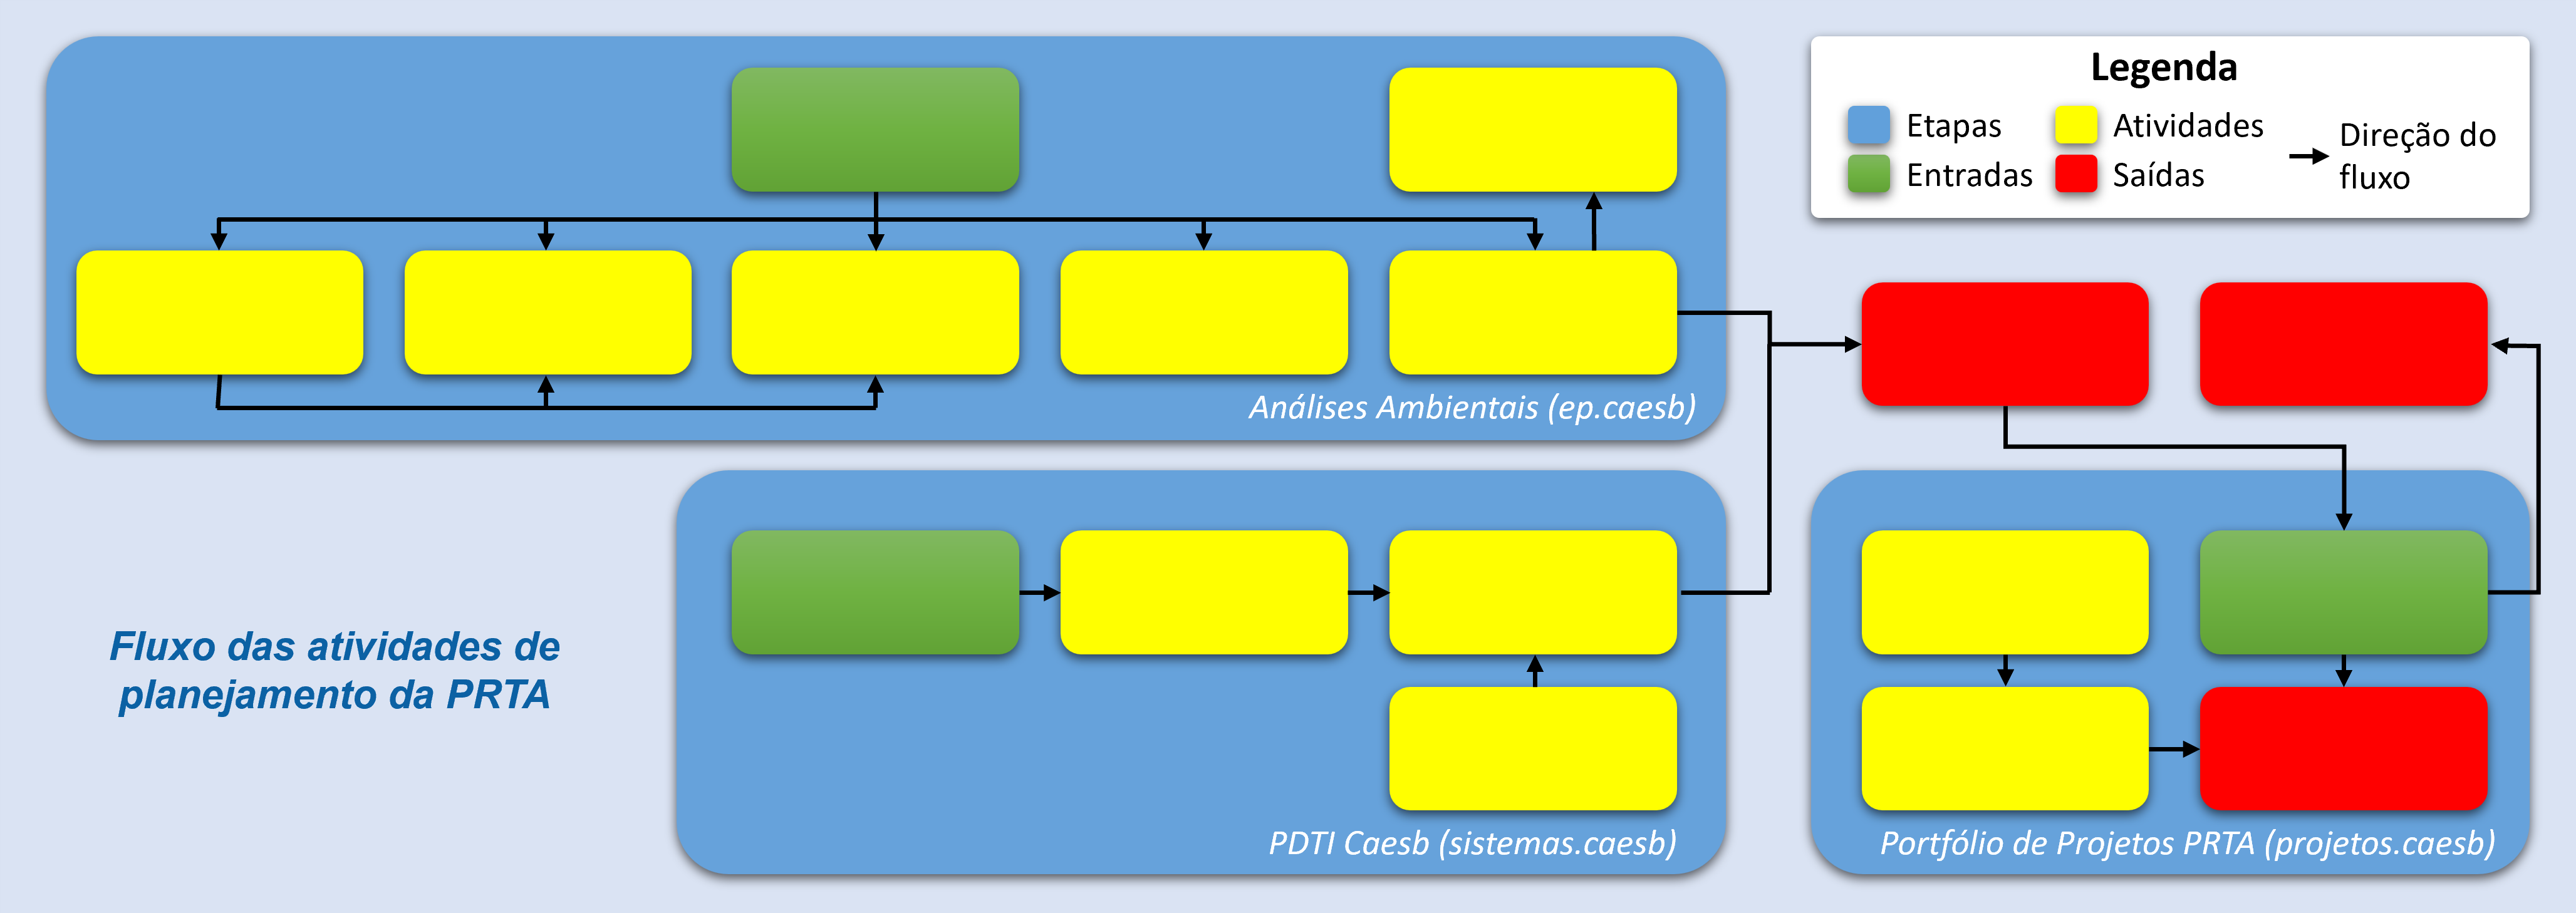 Legenda
Etapas
Atividades
Entradas
Saídas
Direção do
fluxo
Análises Ambientais (ep.caesb)
Fluxo das atividades de
planejamento da PRTA
PDTI Caesb (sistemas.caesb)
Portfólio de Projetos PRTA (projetos.caesb)